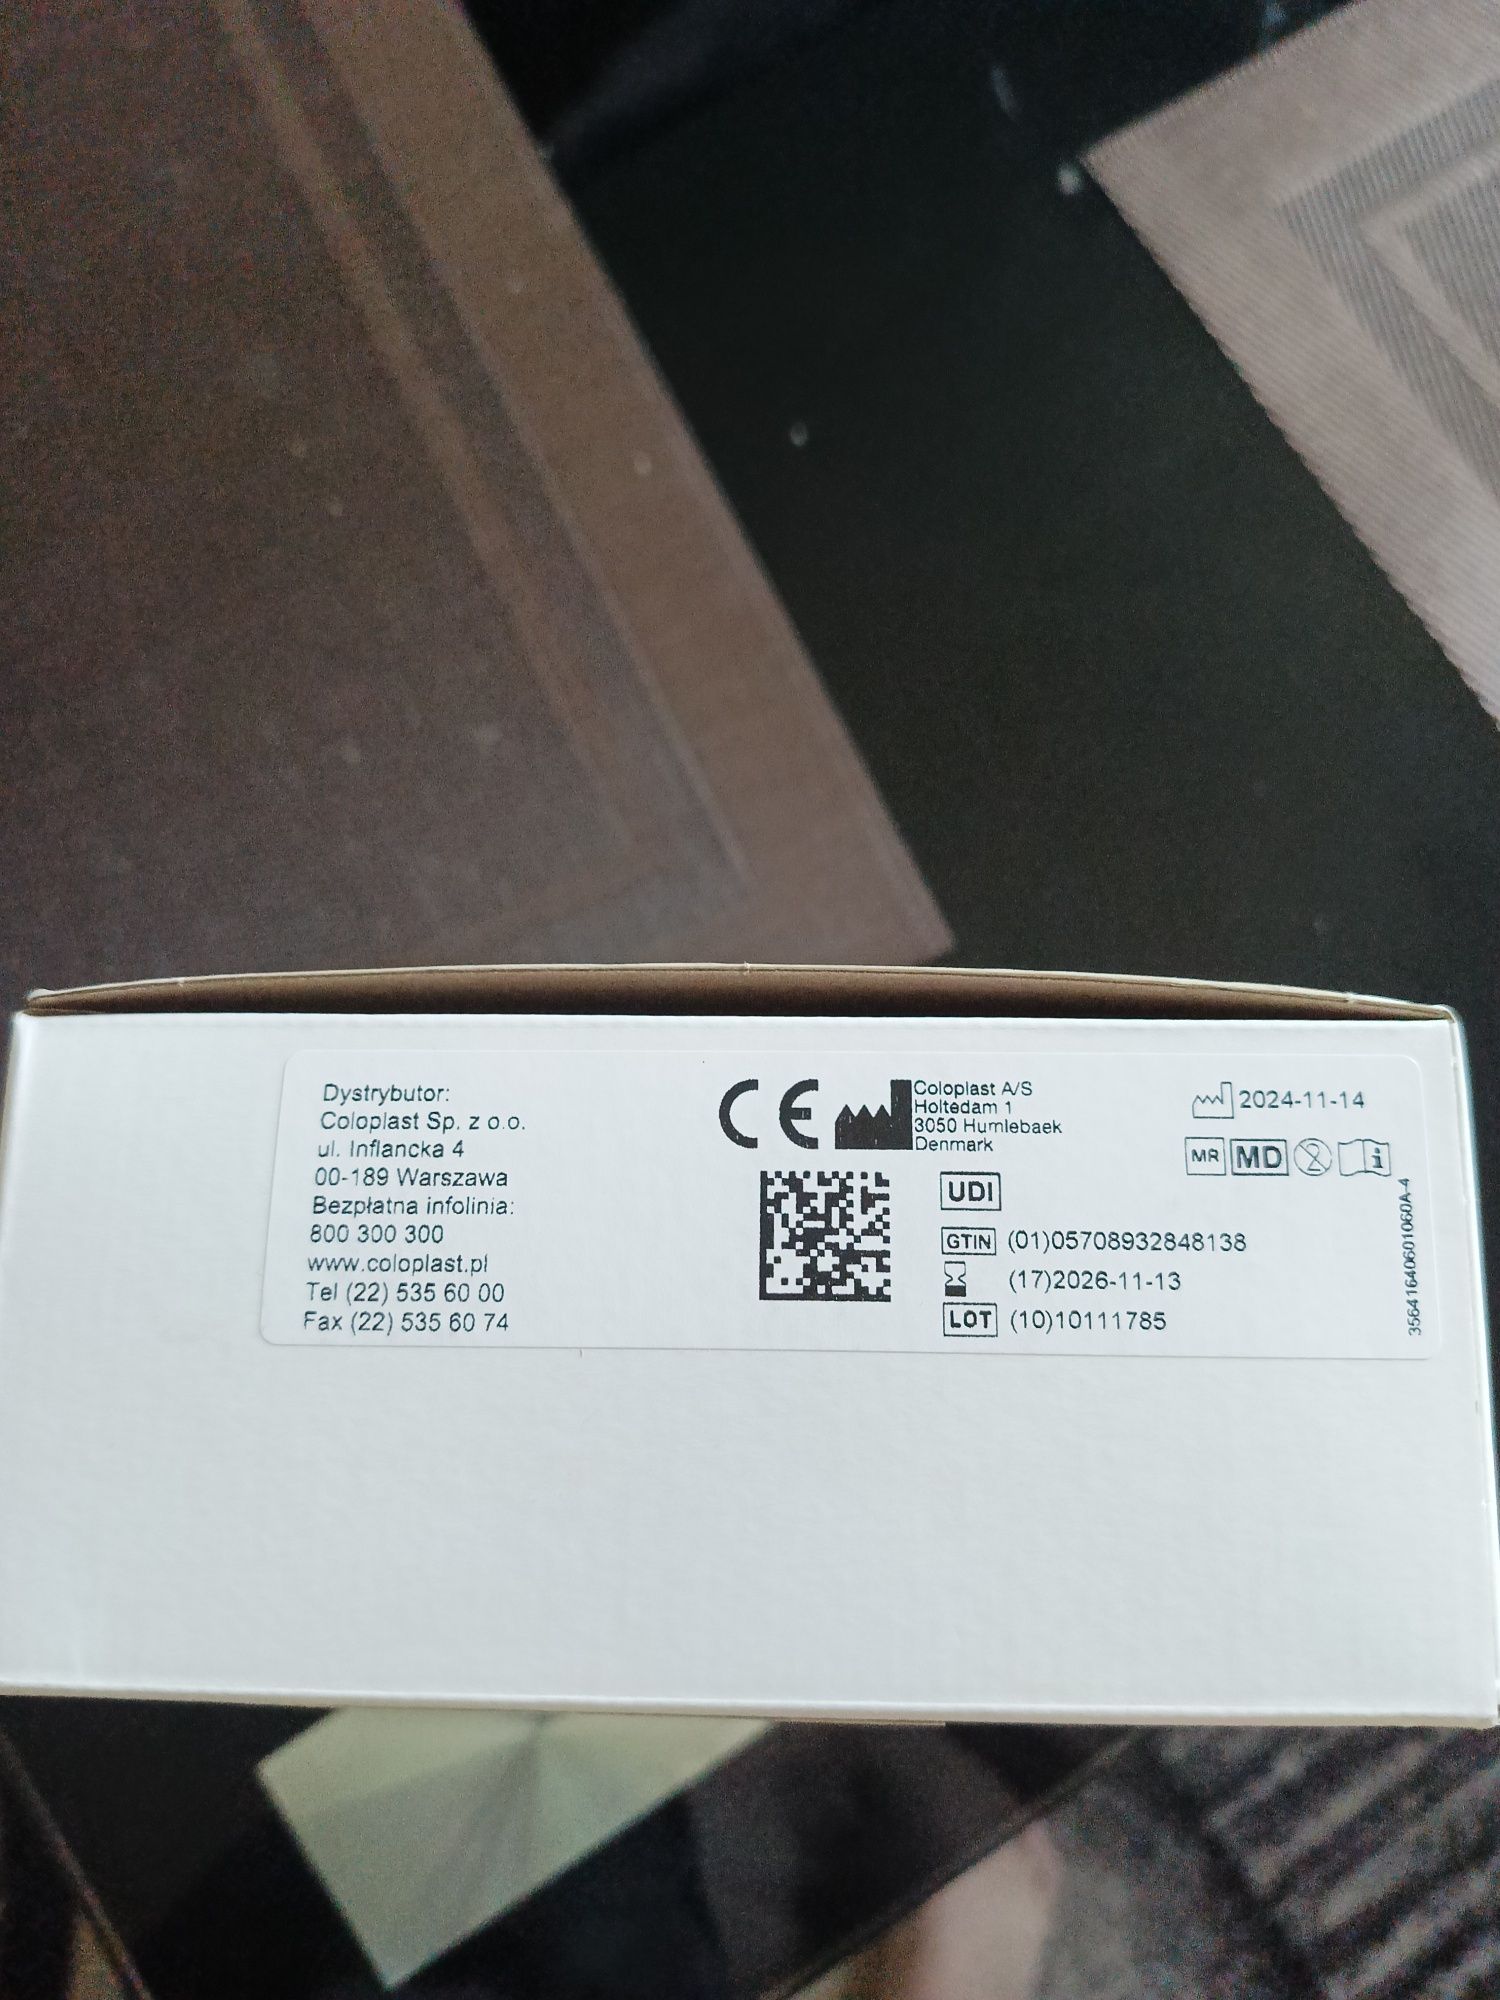 Dystrybutor:
Coloplast Sp. z o.o.
ul. Inflancka 4
00-189 Warszawa
Bezpłatna infolinia:
800 300 300
www.coloplast.pl
Tel (22) 535 60 00
Fax (22) 535 60 74
CE
Coloplast A/S
Holtedam 1
3050 Humlebaek
Denmark
UDI
GTIN (01)05708932848138
(17)2026-11-13
LOT (10)10111785
2024-11-14
MR MD 2 i
35641640601060A-4